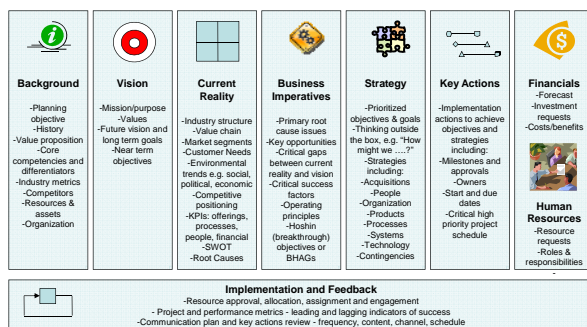 Background
-Planning
objective
-History
-Value proposition
-Core
competencies and
differentiators
-Industry metrics
-Competitors
-Resources &
assets
-Organization
Vision
-Mission/purpose
-Values
-Future vision and
long term goals
-Near term
objectives
Current
Reality
-Industry structure
-Value chain
-Market segments
-Customer Needs
-Environmental
trends e.g. social,
political, economic
-Competitive
positioning
-KPIs: offerings,
processes,
people, financial
-SWOT
-Root Causes
Business
Imperatives
-Primary root
cause issues
-Key opportunities
-Critical gaps
between current
reality and vision
-Critical success
factors
-Operating
principles
-Hoshin
(breakthrough)
objectives or
BHAGs
Strategy
-Prioritized
objectives & goals
-Thinking outside
the box, e.g. "How
might we ....?"
-Strategies
including:
-Acquisitions
-People
-Organization
-Products
-Processes
-Systems
-Technology
-Contingencies
Key Actions
-Implementation
actions to achieve
objectives and
strategies
including:
-Milestones and
approvals
-Owners
-Start and due
dates
-Critical high
priority project
schedule
Financials
-Forecast
-Investment
requests
-Costs/benefits
Human
Resources
-Resource
requests
-Roles &
responsibilities
-
Implementation and Feedback
-Resource approval, allocation, assignment and engagement
- Project and performance metrics - leading and lagging indicators of success
-Communication plan and key actions review - frequency, content, channel, schedule